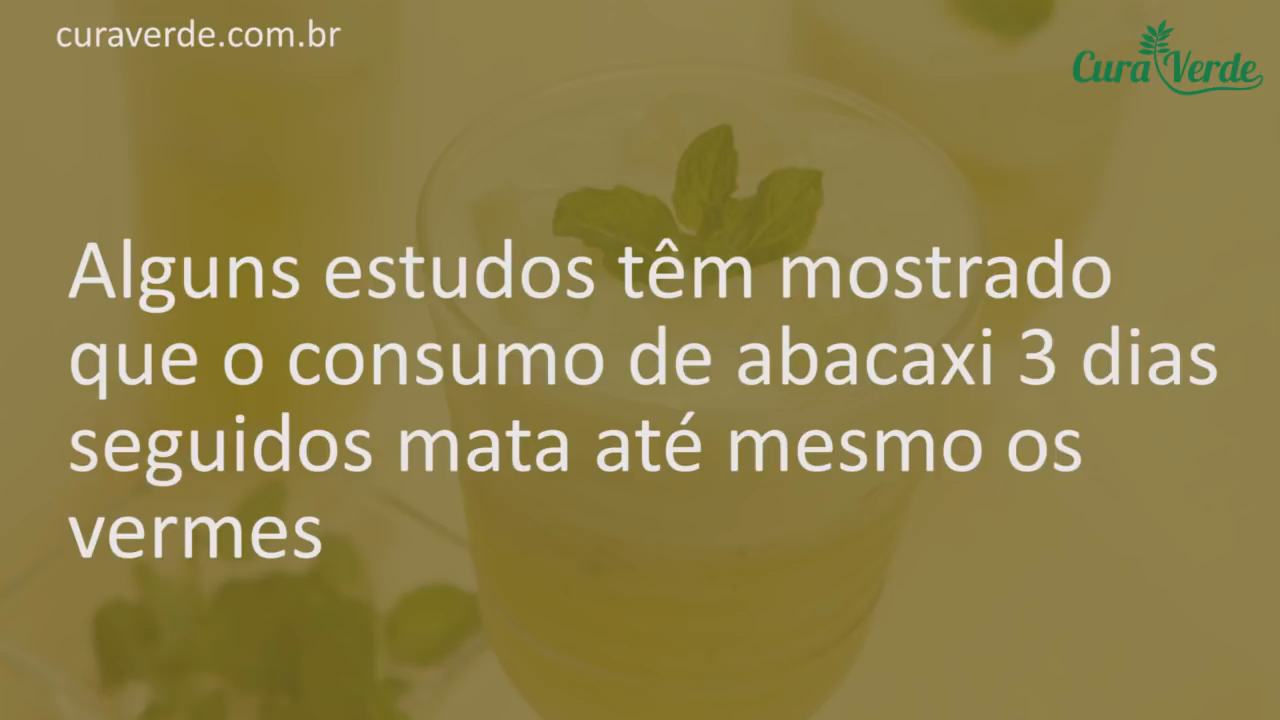 curaverde.com.br
Cura Verde
Alguns estudos têm mostrado
que o consumo de abacaxi 3 dias
seguidos mata até mesmo os
vermes